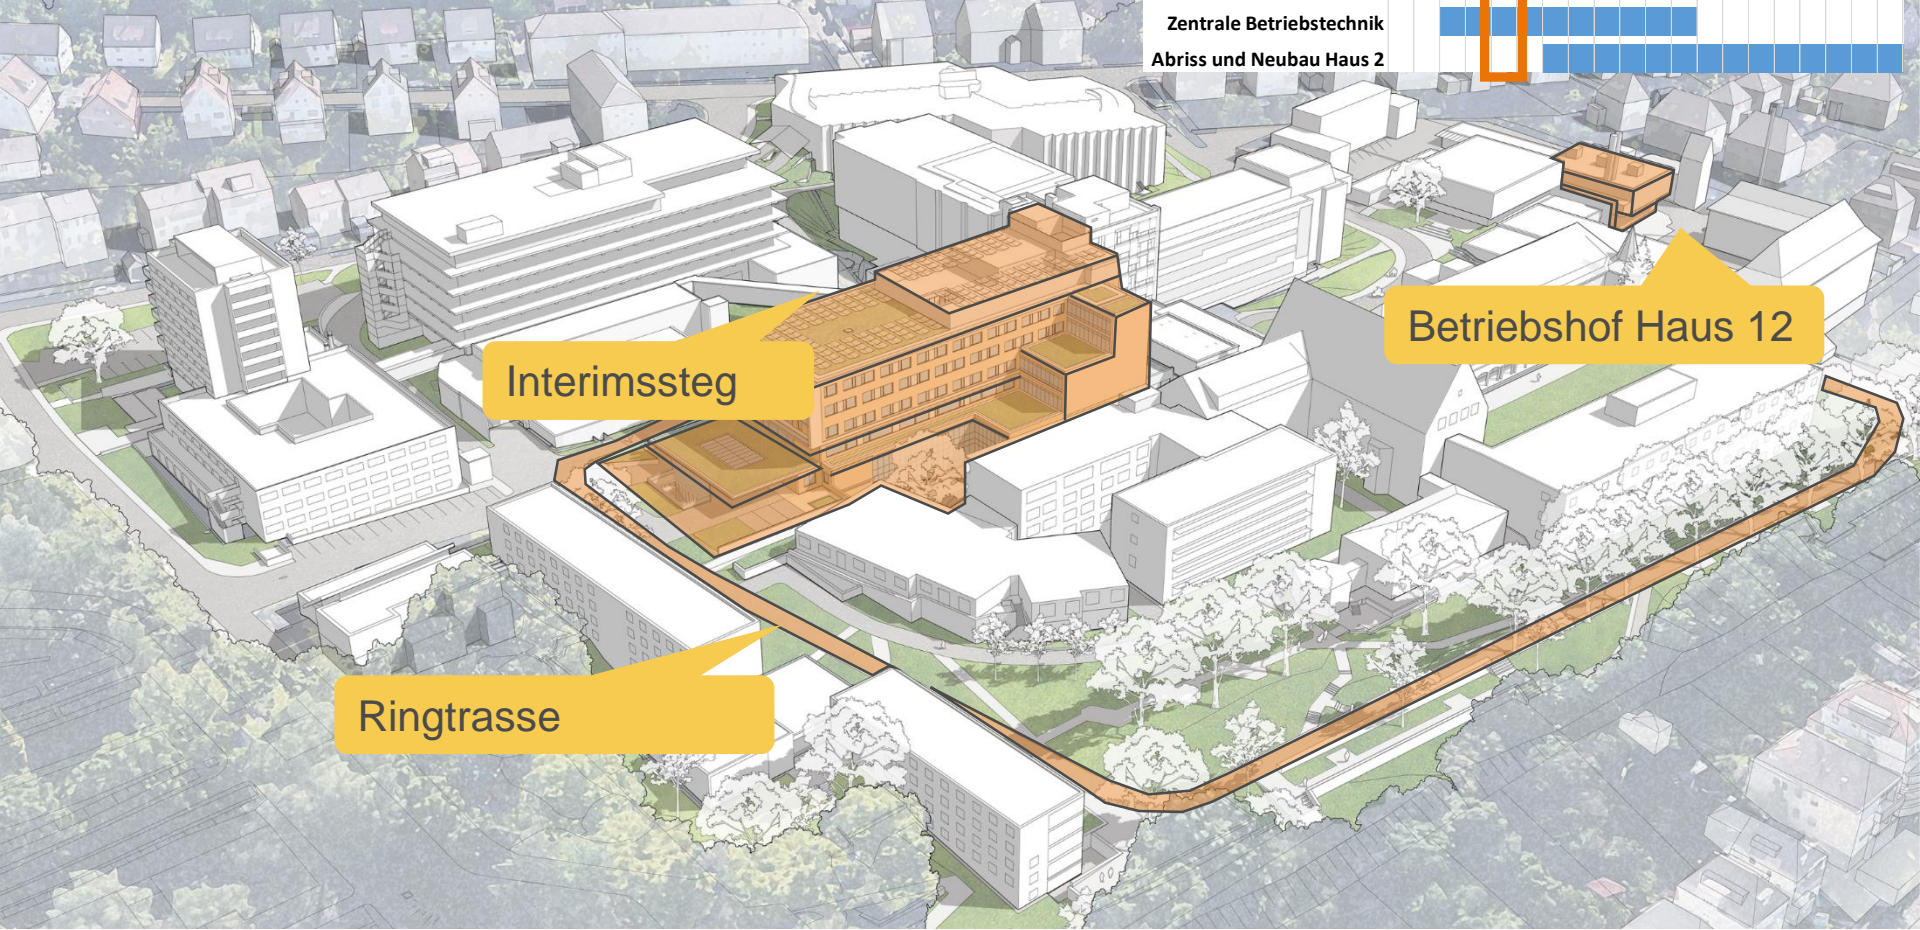 Zentrale Betriebstechnik
Abriss und Neubau Haus 2
Betriebshof Haus 12
Interimssteg
Ringtrasse